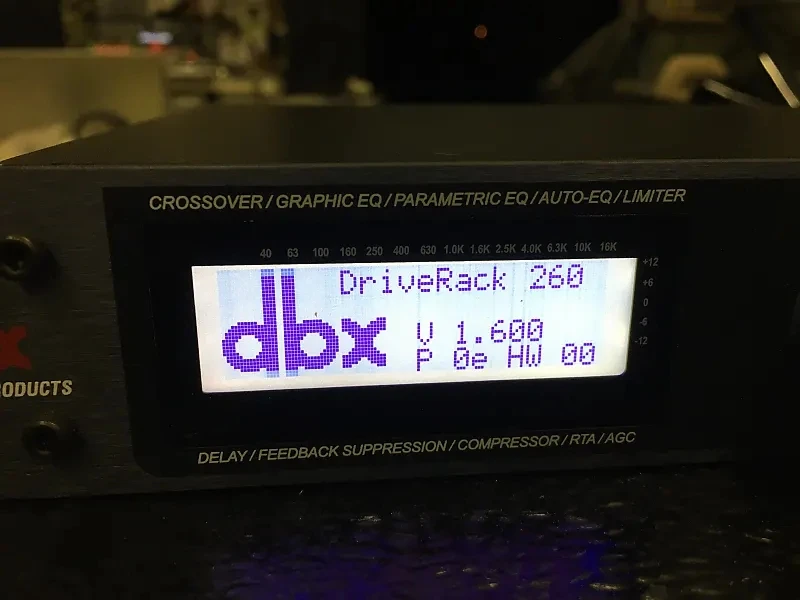 CROSSOVER / GRAPHIC EQ / PARAMETRIC EQ / AUTO-EQ / LIMITER
40 63 100 160 250 400 630 1.0K 1.6K 2.5K 4.0K 6.3K 10K 16K
+12
+6
0
-6
-12
DriveRack 260
dbx
V 1.600
P 0e HW 00
X
RODUCTS
DELAY / FEEDBACK SUPPRESSION / COMPRESSOR / RTA / AGC